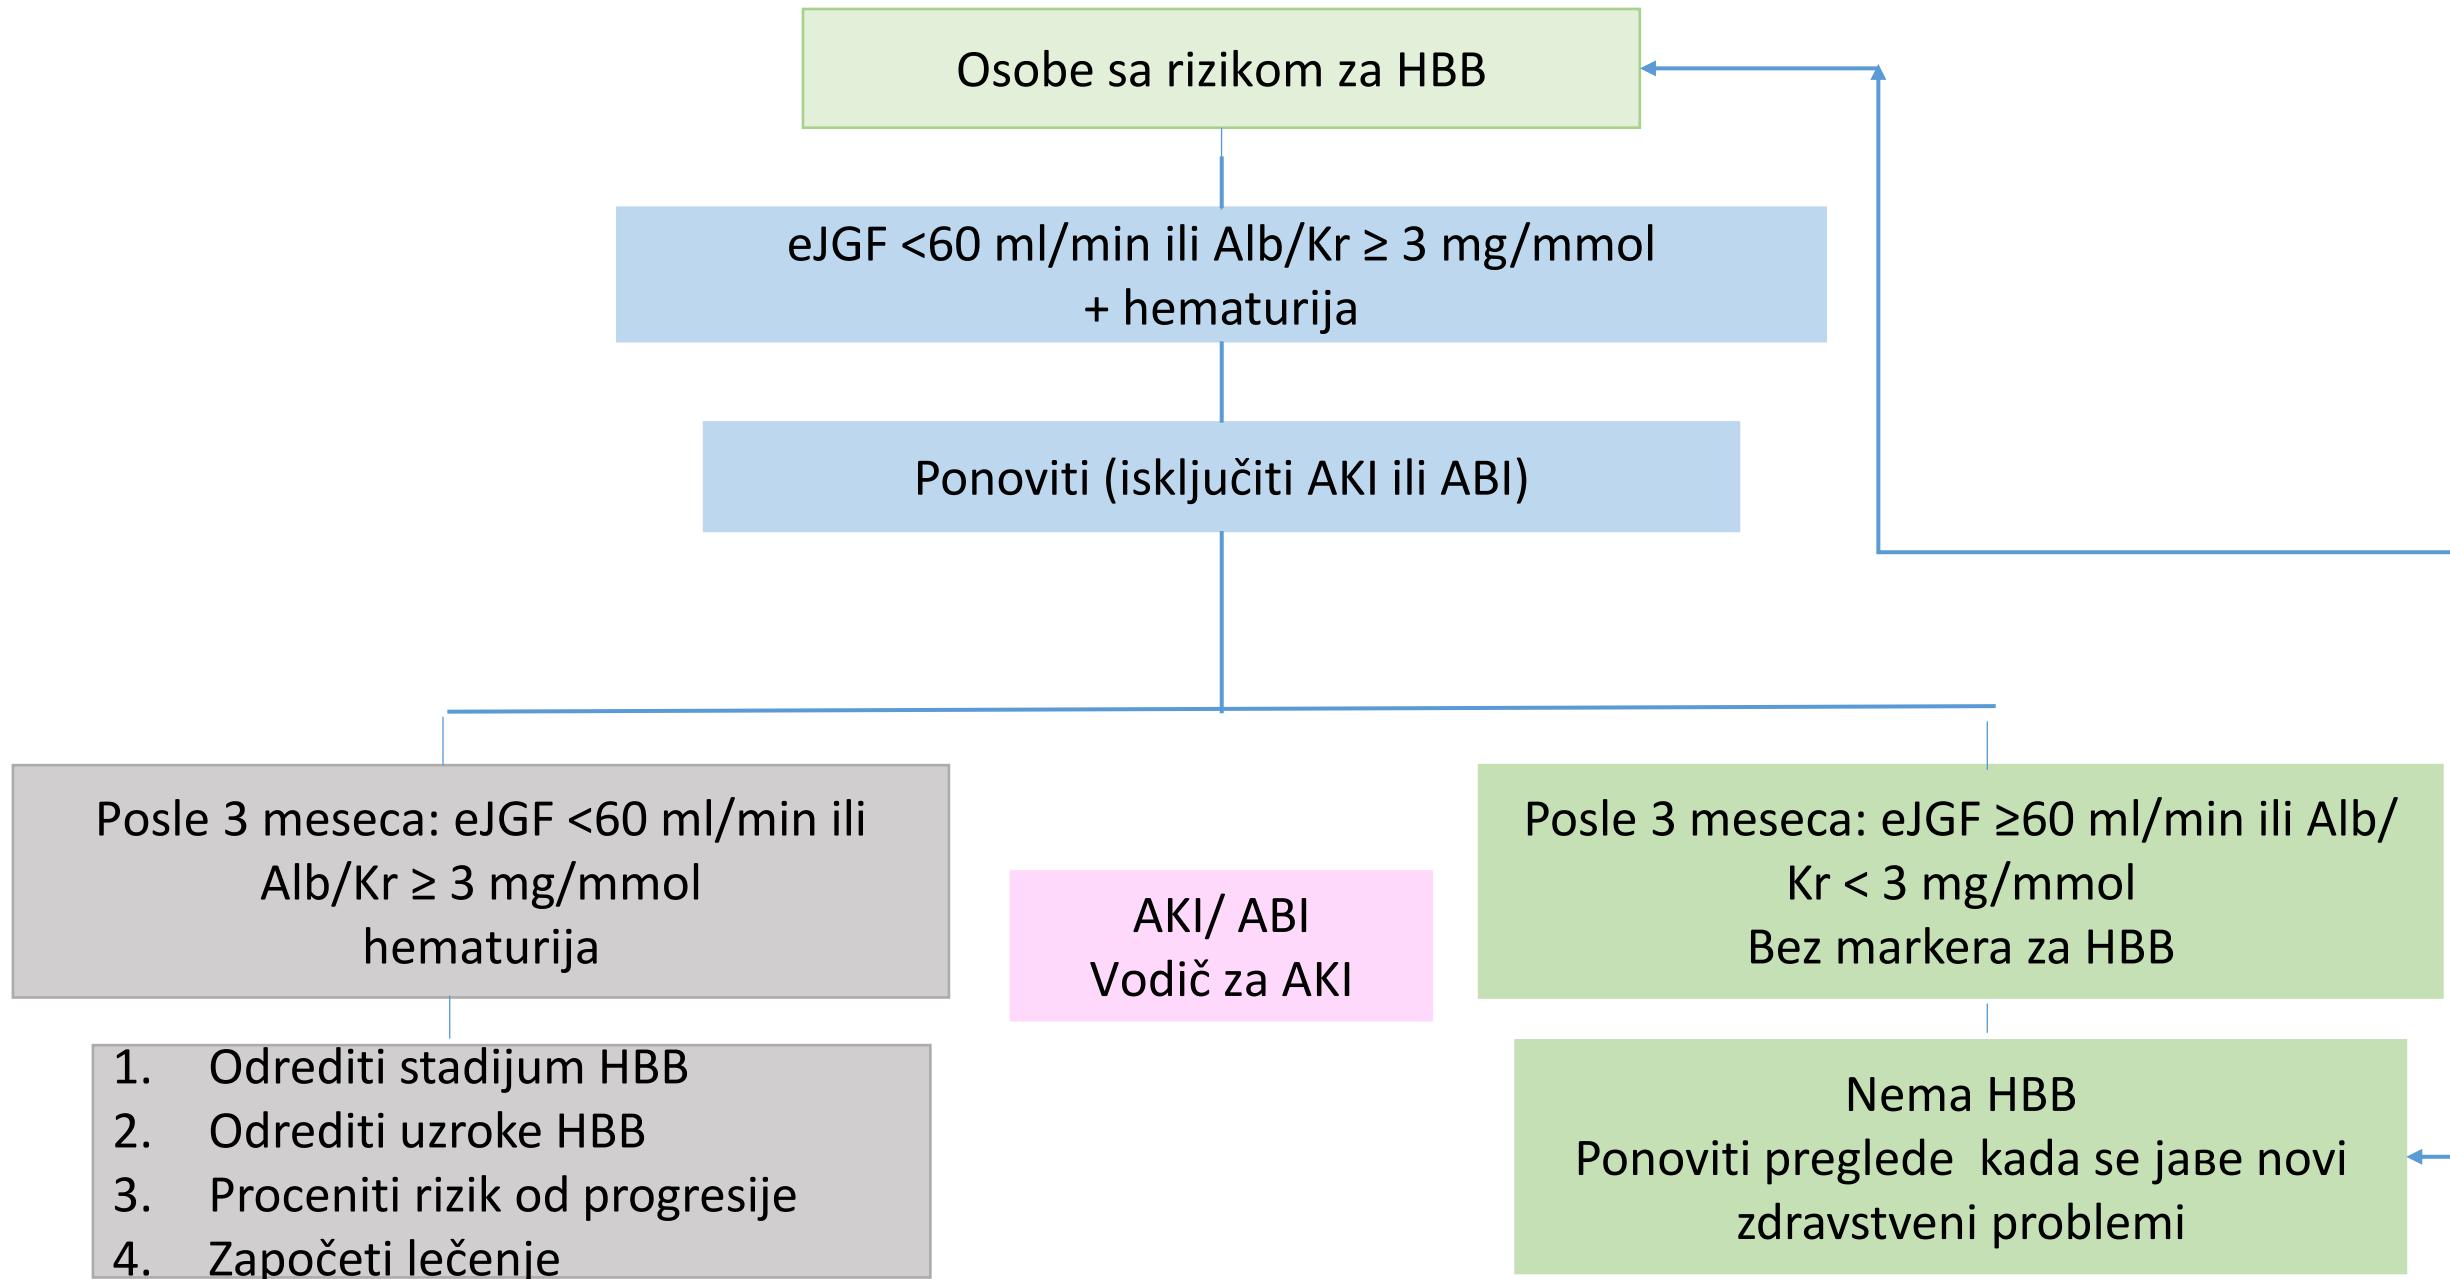 Osobe sa rizikom za HBB
eJGF <60 ml/min ili Alb/Kr ≥ 3 mg/mmol
+ hematurija
Ponoviti (isključiti AKI ili ABI)
Posle 3 meseca: eJGF <60 ml/min ili
Alb/Kr ≥ 3 mg/mmol
hematurija
AKI/ ABI
Vodič za AKI
Posle 3 meseca: eJGF ≥60 ml/min ili Alb/
Kr < 3 mg/mmol
Bez markera za HBB
1. Odrediti stadijum HBB
2. Odrediti uzroke HBB
3. Proceniti rizik od progresije
4. Započeti lečenje
Nema HBB
Ponoviti preglede  kada se jaвe novi
zdravstveni problemi